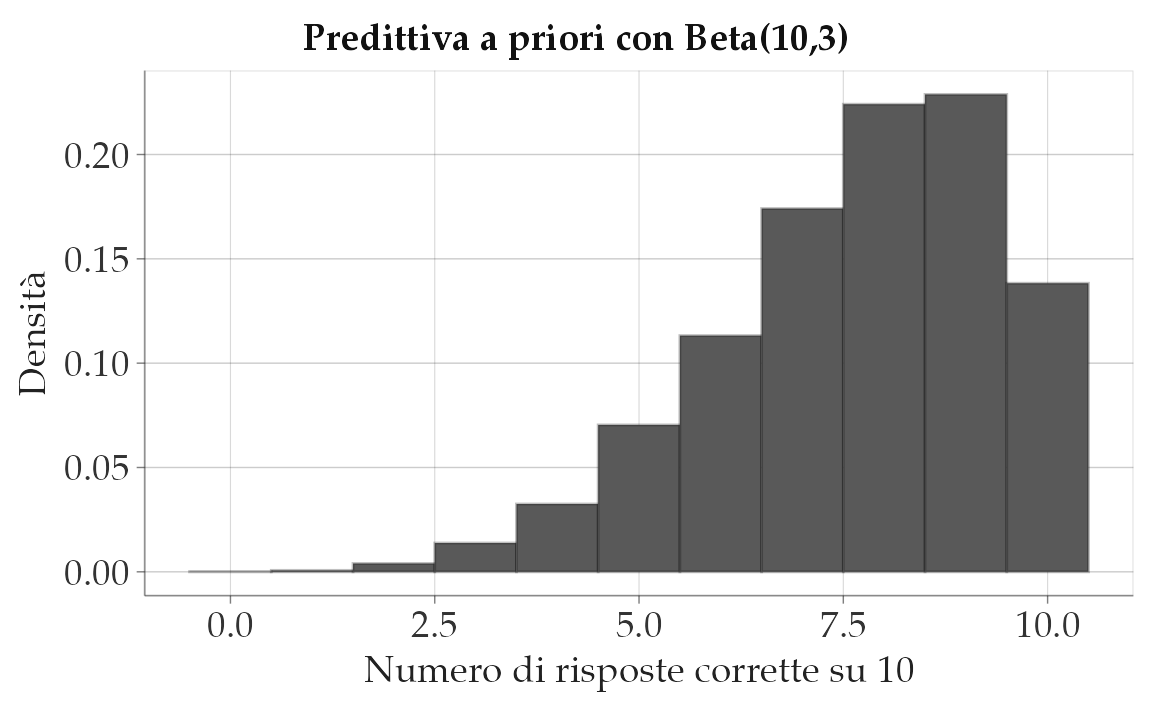 Predittiva a priori con Beta(10,3)
Densità
0.20
0.15
0.10
0.05
0.00
0.0 2.5 5.0 7.5 10.0
Numero di risposte corrette su 10